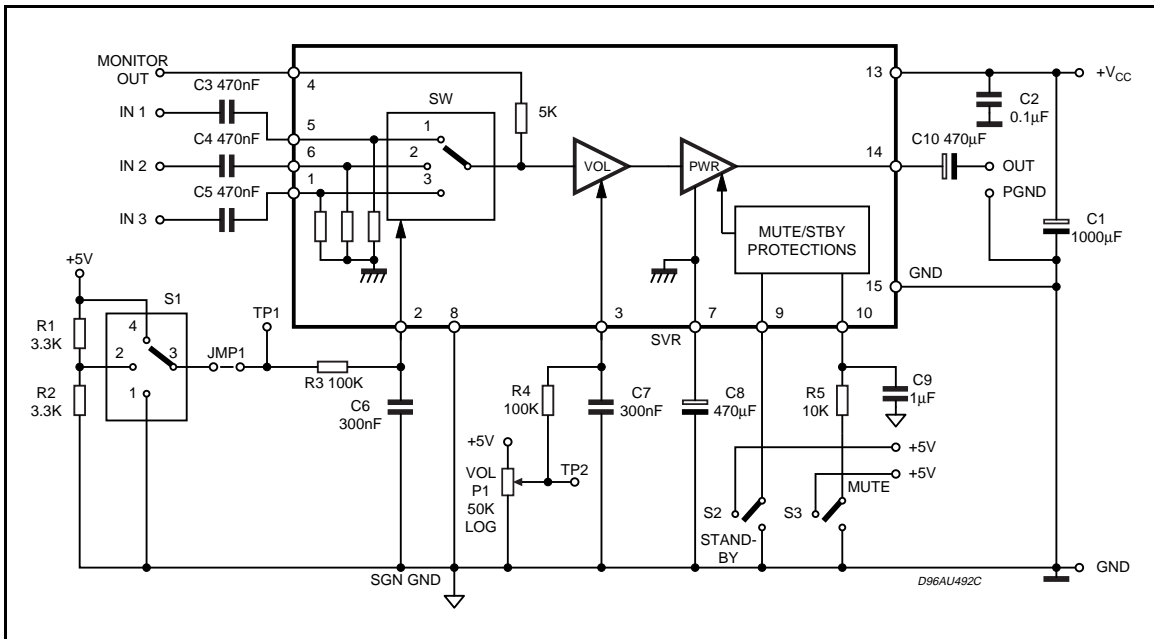 MONITOR
OUT
C3 470nF
IN 1
C4 470nF
IN 2
C5 470nF
IN 3
4
5
6
1
SW
1
2
3
5K
VOL
PWR
MUTE/STBY
PROTECTIONS
13
+VCC
C2
0.1µF
14
C10 470µF
OUT
PGND
C1
1000µF
GND
15
+5V
S1
R1
3.3K
4
2
3
1
R2
3.3K
JMP1
TP1
R3 100K
2
8
3
SVR
7
9
10
C6
300nF
R4
100K
C7
300nF
C8
470µF
R5
10K
C9
1µF
+5V
VOL
P1
50K
LOG
TP2
+5V
+5V
MUTE
S2
S3
STAND-
BY
SGN GND
D96AU492C
GND